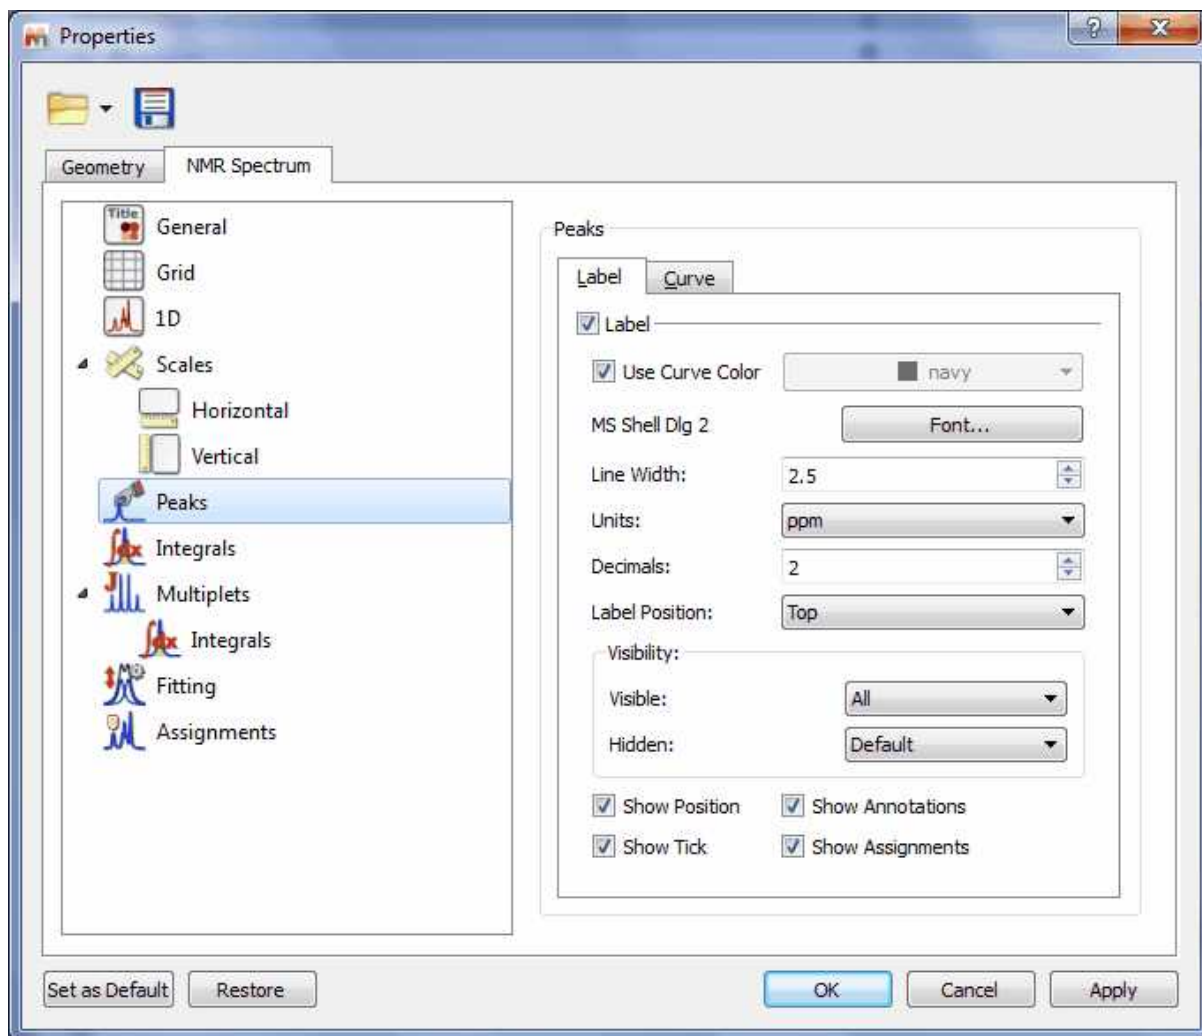 Properties
Geometry
NMR Spectrum
Title
General
Grid
1D
Scales
Horizontal
Vertical
Peaks
Integrals
Multiplets
Integrals
Fitting
Assignments
Peaks
Label
Curve
Label
Use Curve Color
navy
MS Shell Dlg 2
Font...
Line Width:
2.5
Units:
ppm
Decimals:
2
Label Position:
Top
Visibility:
Visible:
All
Hidden:
Default
Show Position
Show Annotations
Show Tick
Show Assignments
Set as Default
Restore
OK
Cancel
Apply